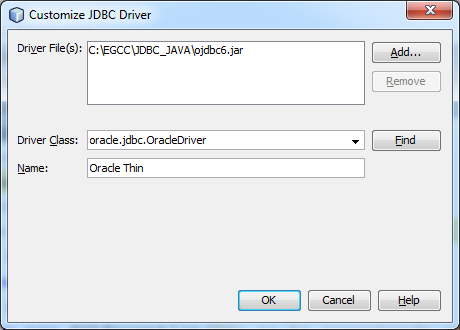 Customize JDBC Driver
Driver File(s):
C:\EGCC\JDBC_JAVA\ojdbc6.jar
Add...
Remove
Driver Class:
oracle.jdbc.OracleDriver
Find
Name:
Oracle Thin
OK
Cancel
Help